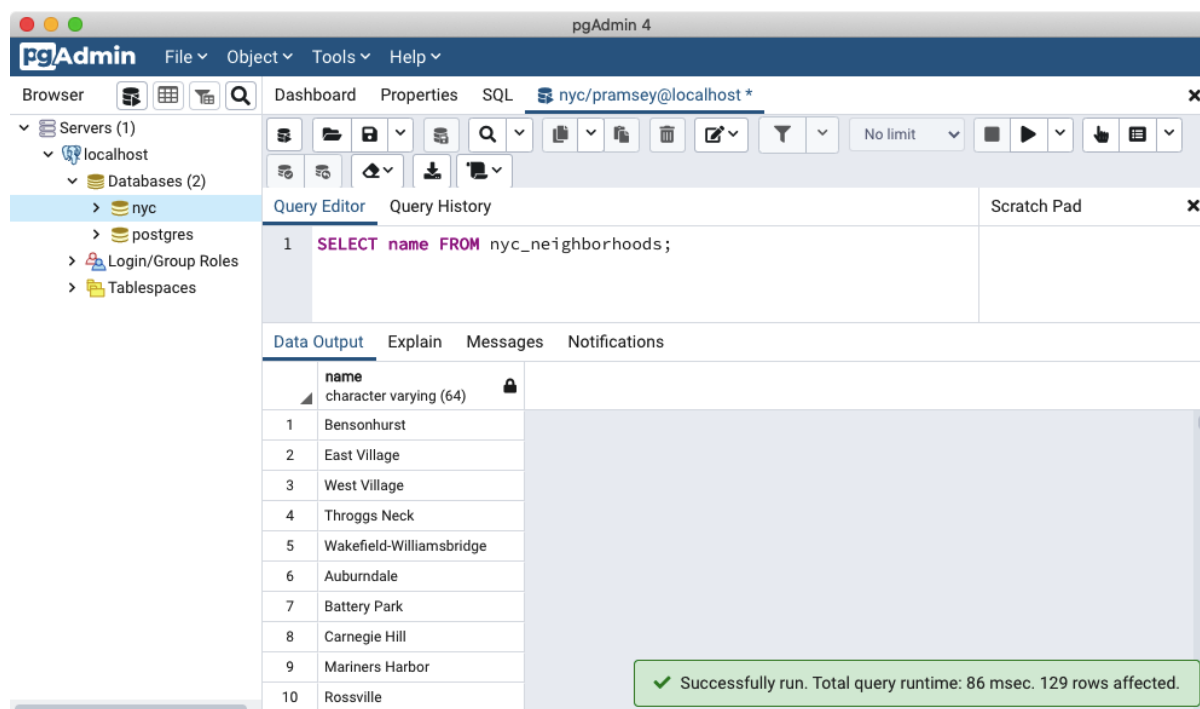 pgAdmin 4
pgAdmin File Object Tools Help
Browser
Dashboard Properties SQL nyc/pramsey@localhost *
Servers (1)
localhost
Databases (2)
nyc
postgres
Login/Group Roles
Tablespaces
No limit
Query Editor Query History
Scratch Pad
1 SELECT name FROM nyc_neighborhoods;
Data Output Explain Messages Notifications
name
character varying (64)
1 Bensonhurst
2 East Village
3 West Village
4 Throggs Neck
5 Wakefield-Williamsbridge
6 Auburndale
7 Battery Park
8 Carnegie Hill
9 Mariners Harbor
10 Rossville
Successfully run. Total query runtime: 86 msec. 129 rows affected.